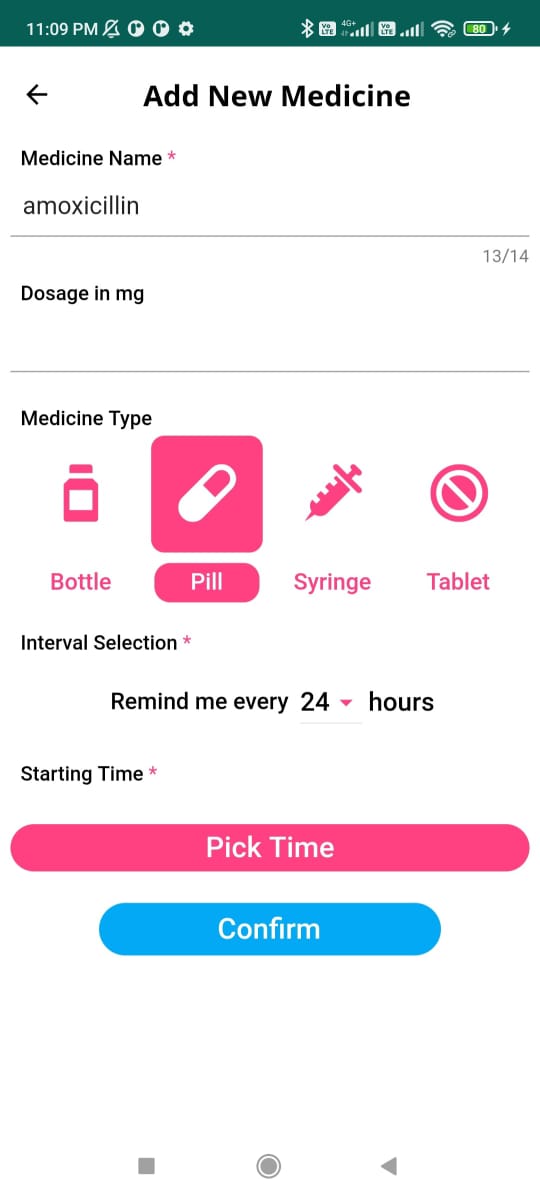 11:09 PM
4G+
80
Add New Medicine
Medicine Name *
amoxicillin
13/14
Dosage in mg
Medicine Type
Bottle Pill Syringe Tablet
Interval Selection *
Remind me every 24 hours
Starting Time *
Pick Time
Confirm